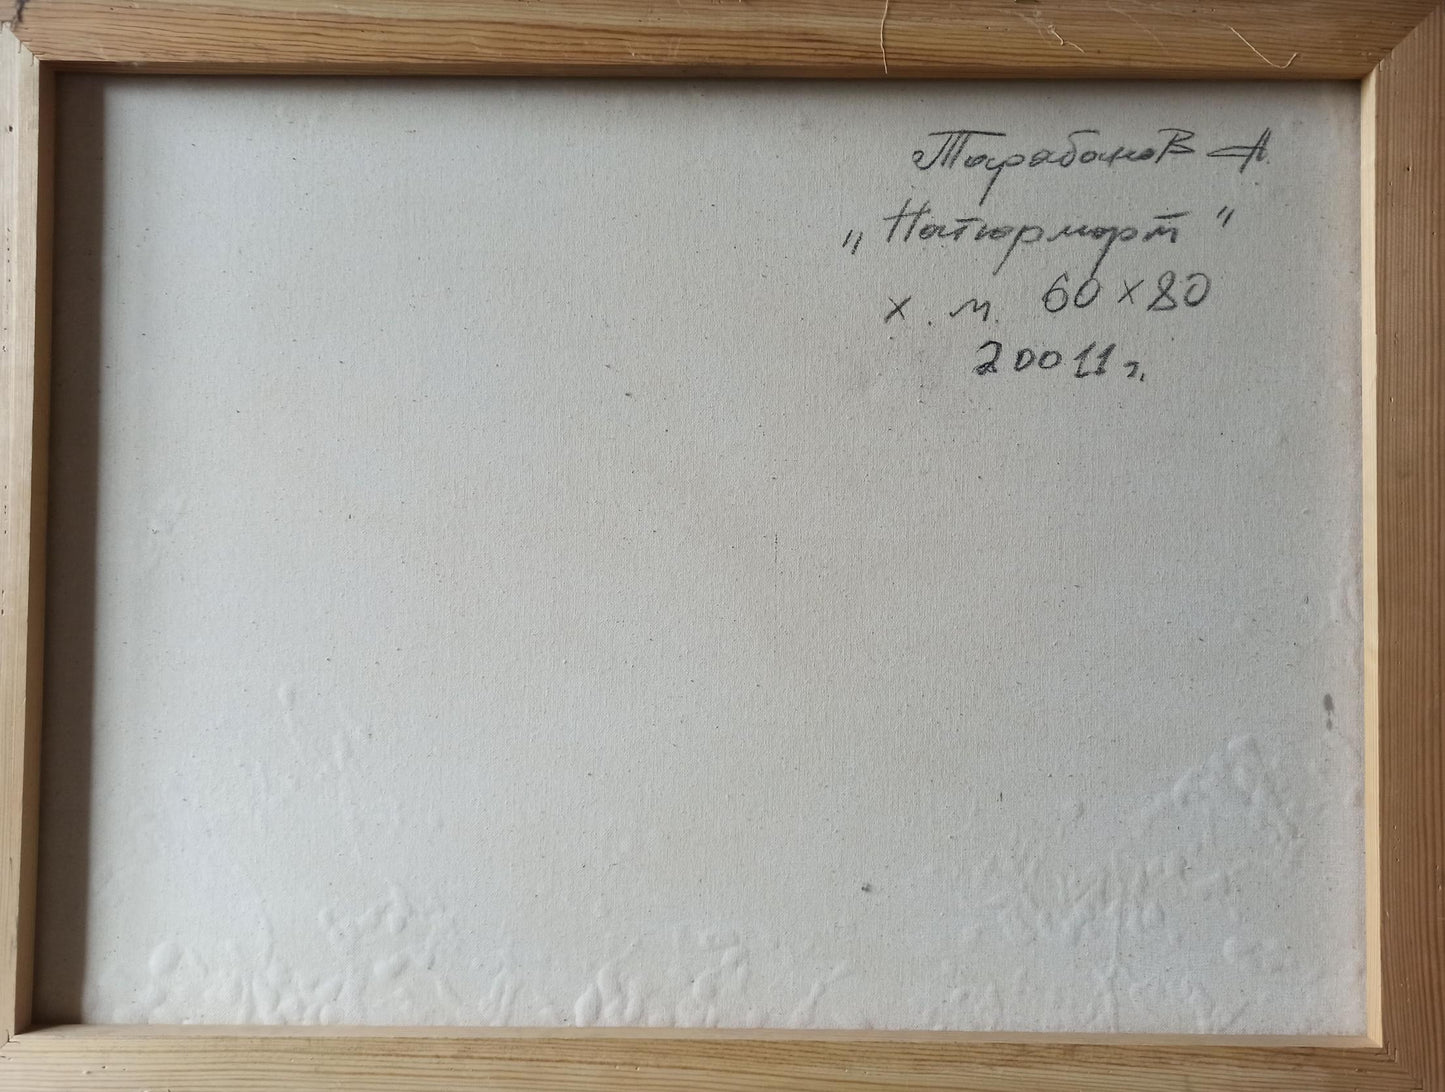 Тарабанов А.
„Натюрморт"
х. м. 60×80
20011 г.